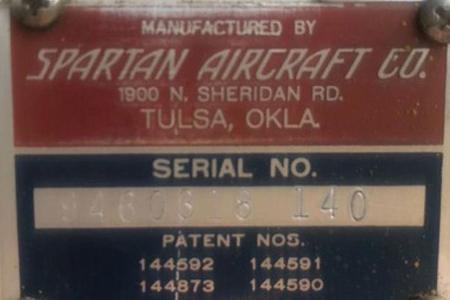 MANUFACTURED BY
SPARTAN AIRCRAFT CO.
1900 N. SHERIDAN RD.
TULSA, OKLA.
SERIAL NO.
140
PATENT NOS.
144592 144591
144873 144590